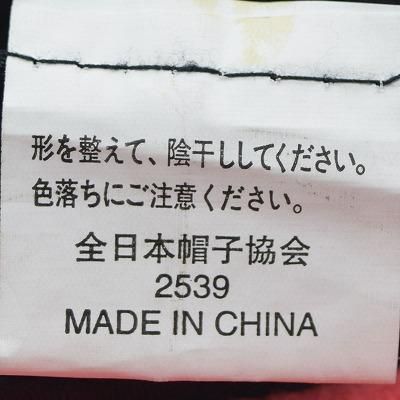 形を整えて、陰干ししてください。
色落ちにご注意ください。
全日本帽子協会
2539
MADE IN CHINA